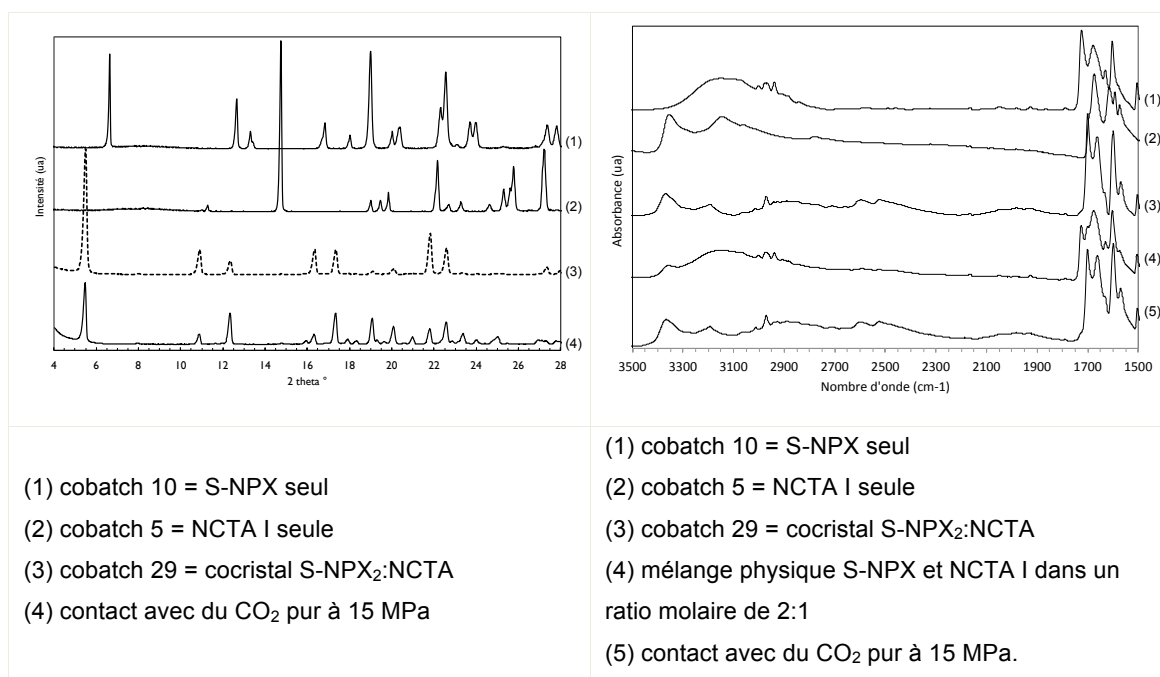 Intensité (ua)
(1)
(2)
(3)
(4)
4 6 8 10 12 14 16 18 20 22 24 26 28
2 theta °
Absorbance (ua)
(1)
(2)
(3)
(4)
(5)
3500 3300 3100 2900 2700 2500 2300 2100 1900 1700 1500
Nombre d'onde (cm-1)
(1) cobatch 10 = S-NPX seul
(2) cobatch 5 = NCTA I seule
(3) cobatch 29 = cocristal S-NPX₂:NCTA
(4) contact avec du CO₂ pur à 15 MPa
(1) cobatch 10 = S-NPX seul
(2) cobatch 5 = NCTA I seule
(3) cobatch 29 = cocristal S-NPX₂:NCTA
(4) mélange physique S-NPX et NCTA I dans un
ratio molaire de 2:1
(5) contact avec du CO₂ pur à 15 MPa.